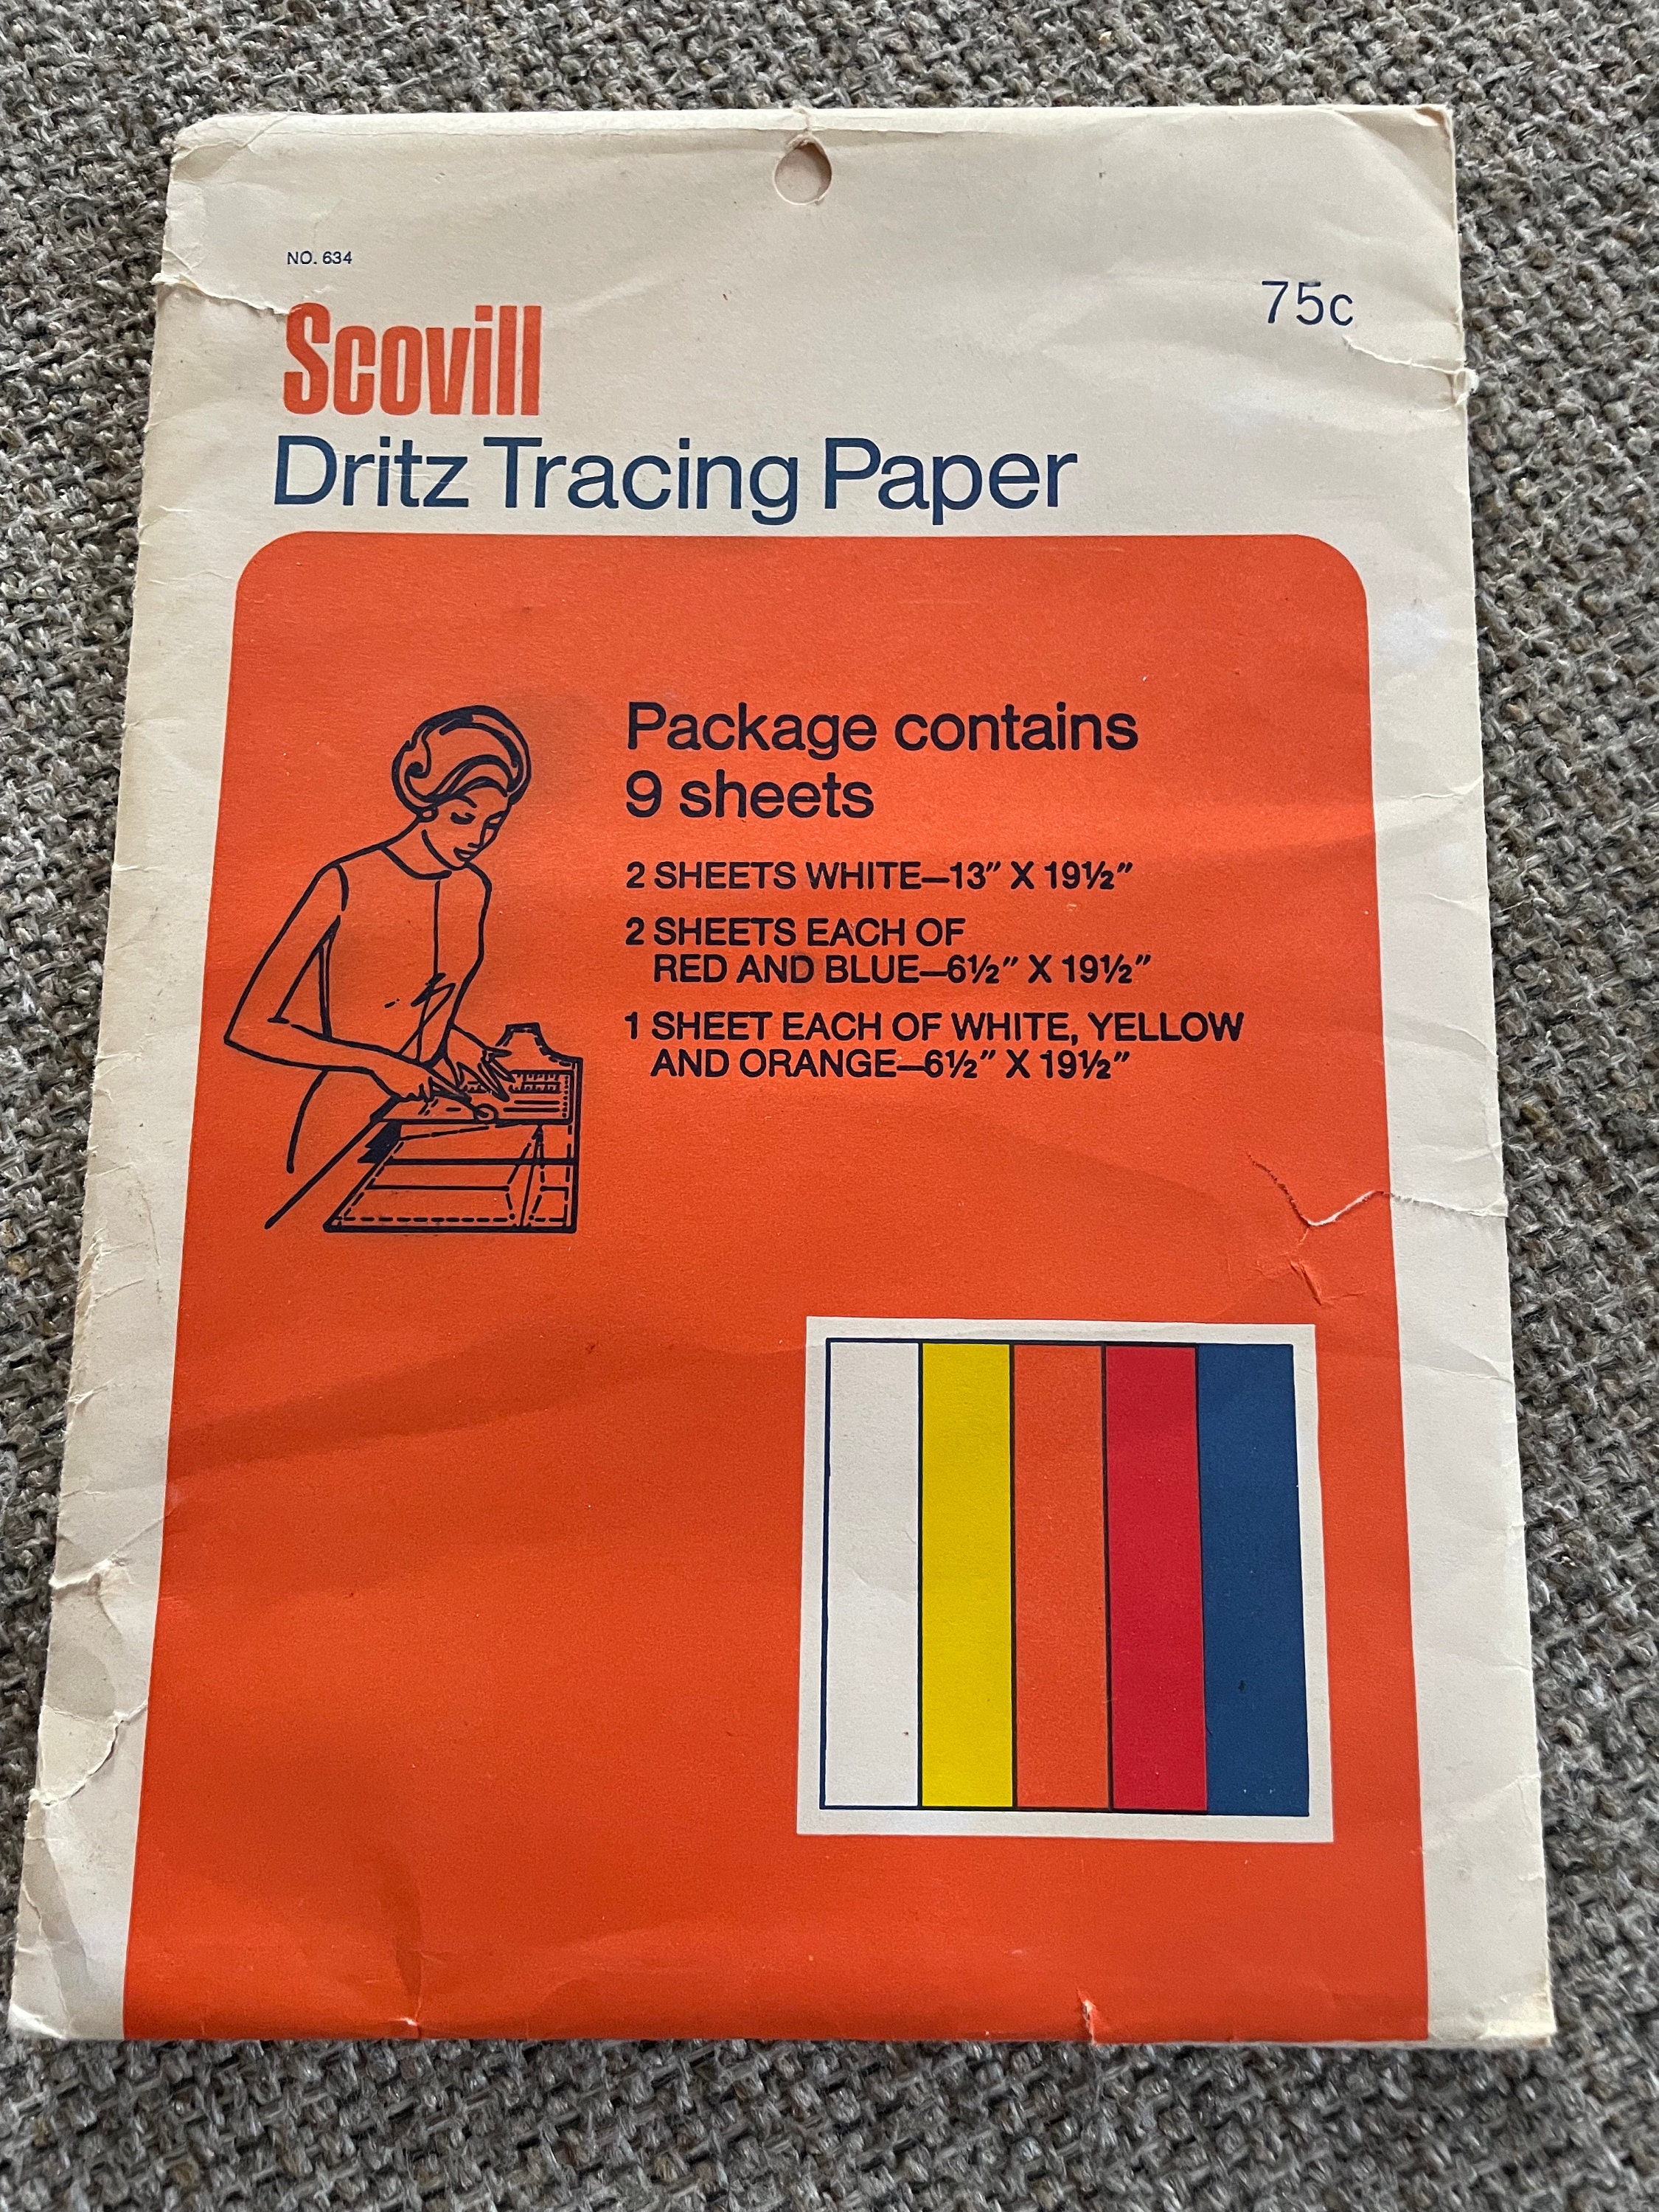 NO. 634
75c
Scovill
Dritz Tracing Paper
Package contains
9 sheets
2 SHEETS WHITE—13" X 19½"
2 SHEETS EACH OF
RED AND BLUE—6½" X 19½"
1 SHEET EACH OF WHITE, YELLOW
AND ORANGE—6½" X 19½"